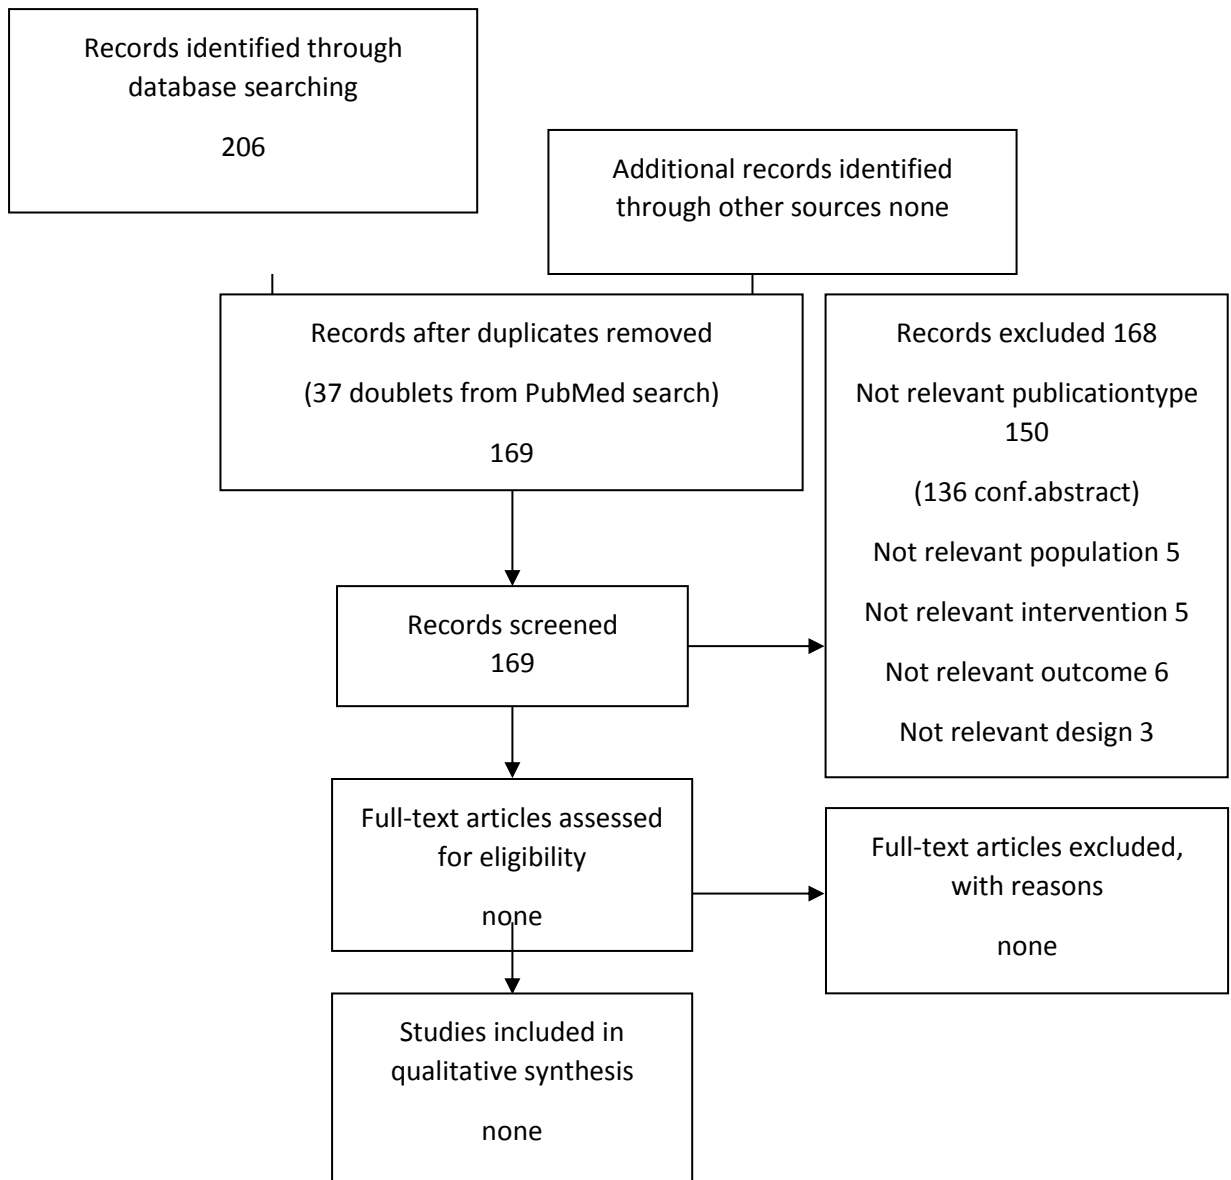 Records identified through
database searching
206
Additional records identified
through other sources none
Records after duplicates removed
(37 doublets from PubMed search)
169
Records excluded 168
Not relevant publicationtype
150
(136 conf.abstract)
Not relevant population 5
Not relevant intervention 5
Not relevant outcome 6
Not relevant design 3
Records screened
169
Full-text articles assessed
for eligibility
none
Full-text articles excluded,
with reasons
none
Studies included in
qualitative synthesis
none